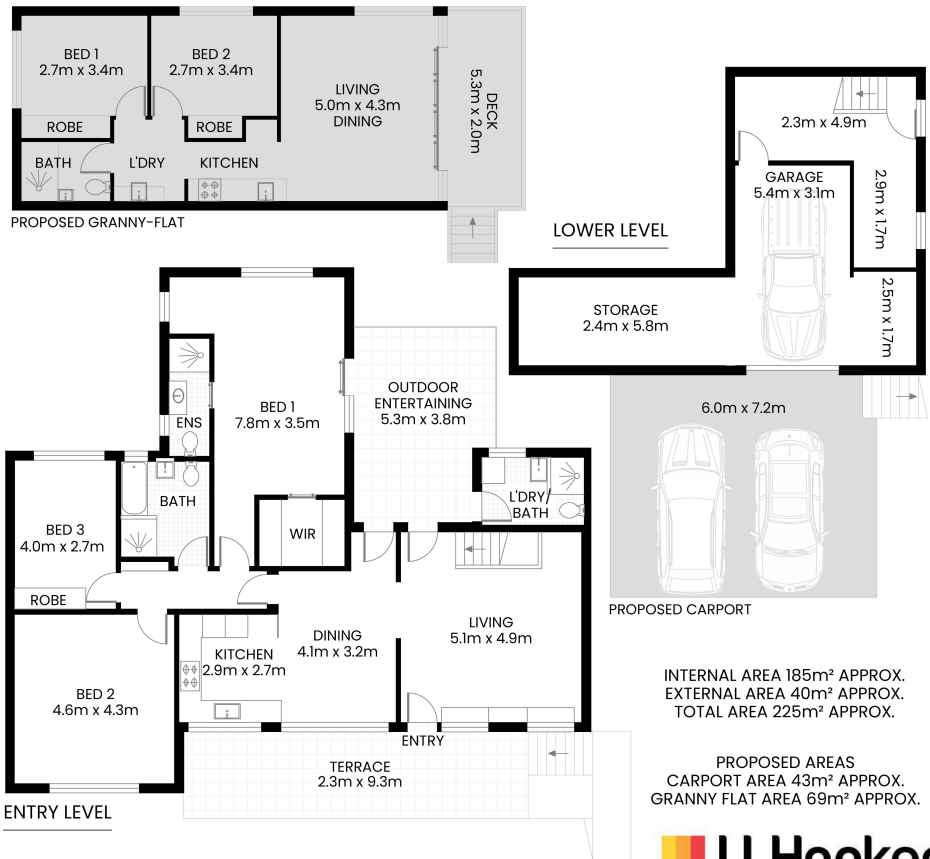 BED 1
2.7m x 3.4m
BED 2
2.7m x 3.4m
LIVING
5.0m x 4.3m
DINING
DECK
5.3m x 2.0m
ROBE
ROBE
BATH
L'DRY
KITCHEN
PROPOSED GRANNY-FLAT
2.3m x 4.9m
GARAGE
5.4m x 3.1m
2.9m x 1.7m
LOWER LEVEL
STORAGE
2.4m x 5.8m
2.5m x 1.7m
6.0m x 7.2m
PROPOSED CARPORT
OUTDOOR
ENTERTAINING
5.3m x 3.8m
BED 1
7.8m x 3.5m
ENS
BATH
L'DRY/
BATH
WIR
BED 3
4.0m x 2.7m
ROBE
LIVING
5.1m x 4.9m
DINING
4.1m x 3.2m
KITCHEN
2.9m x 2.7m
BED 2
4.6m x 4.3m
ENTRY
TERRACE
2.3m x 9.3m
ENTRY LEVEL
INTERNAL AREA 185m² APPROX.
EXTERNAL AREA 40m² APPROX.
TOTAL AREA 225m² APPROX.
PROPOSED AREAS
CARPORT AREA 43m² APPROX.
GRANNY FLAT AREA 69m² APPROX.